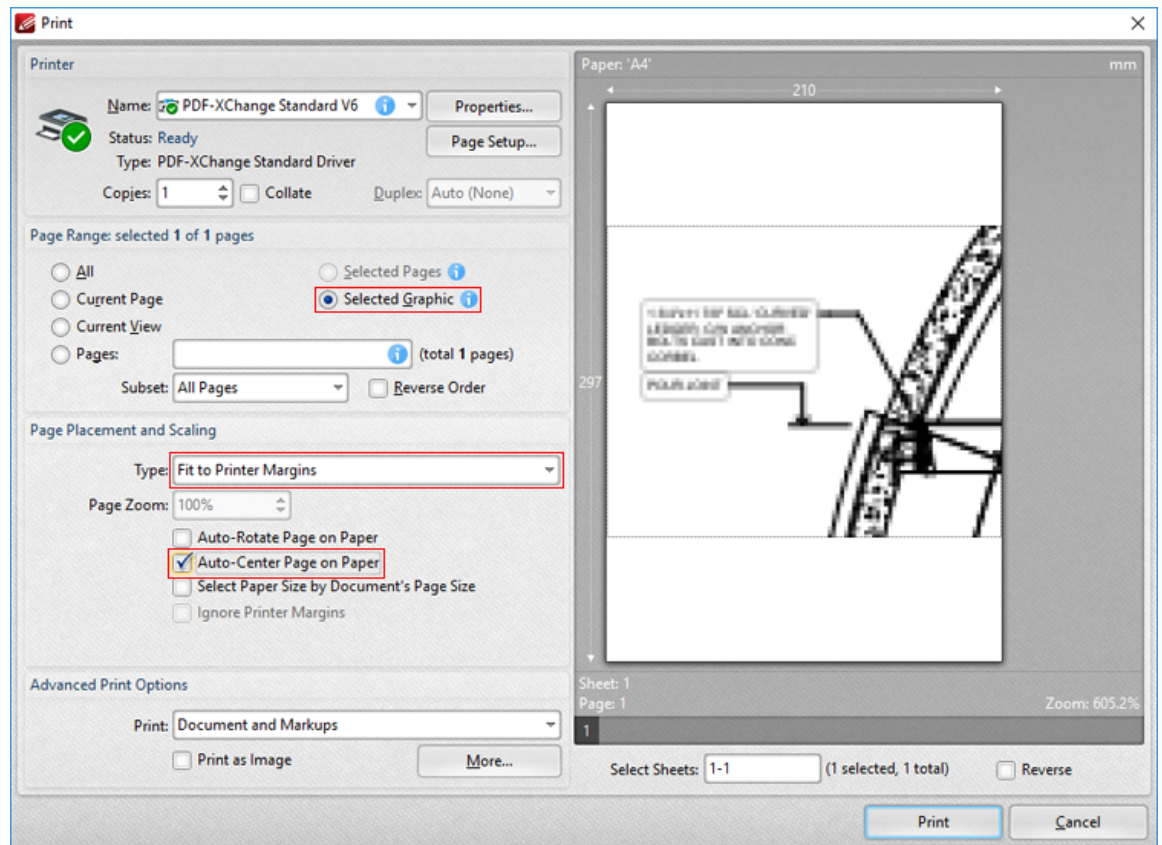 Print
Printer
Name: PDF-XChange Standard V6
Properties...
Status: Ready
Page Setup...
Type: PDF-XChange Standard Driver
Copies: 1
Collate
Duplex: Auto (None)
Page Range: selected 1 of 1 pages
All
Selected Pages
Current Page
Selected Graphic
Current View
Pages:
(total 1 pages)
Subset: All Pages
Reverse Order
Page Placement and Scaling
Type: Fit to Printer Margins
Page Zoom: 100%
Auto-Rotate Page on Paper
Auto-Center Page on Paper
Select Paper Size by Document's Page Size
Ignore Printer Margins
Advanced Print Options
Print: Document and Markups
Print as Image
More...
Paper: 'A4' mm
210
297
POUR JOINT
Sheet: 1
Page: 1
Zoom: 605.2%
1
Select Sheets: 1-1 (1 selected, 1 total)
Reverse
Print
Cancel